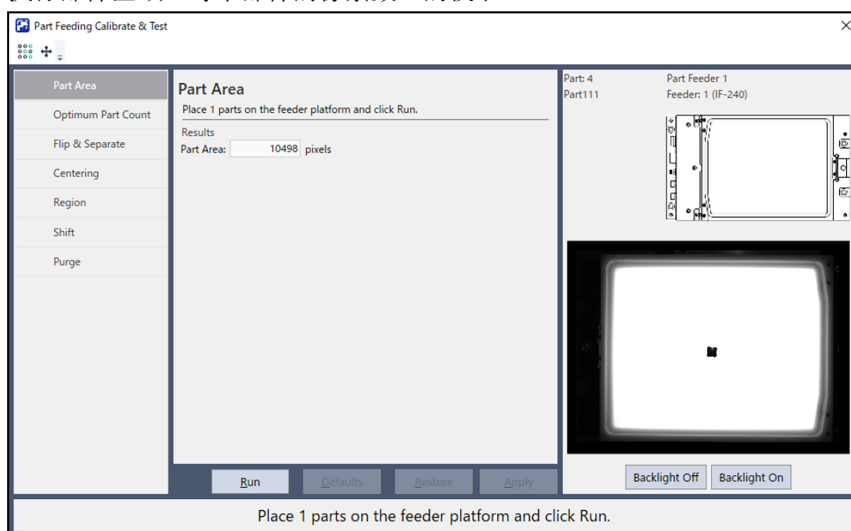 Part Feeding Calibrate & Test
Part Area
Optimum Part Count
Flip & Separate
Centering
Region
Shift
Purge
Part Area
Place 1 parts on the feeder platform and click Run.
Results
Part Area: 10498 pixels
Part: 4 Part Feeder 1
Part111 Feeder: 1 (IF-240)
Run Defaults Restore Apply
Backlight Off Backlight On
Place 1 parts on the feeder platform and click Run.